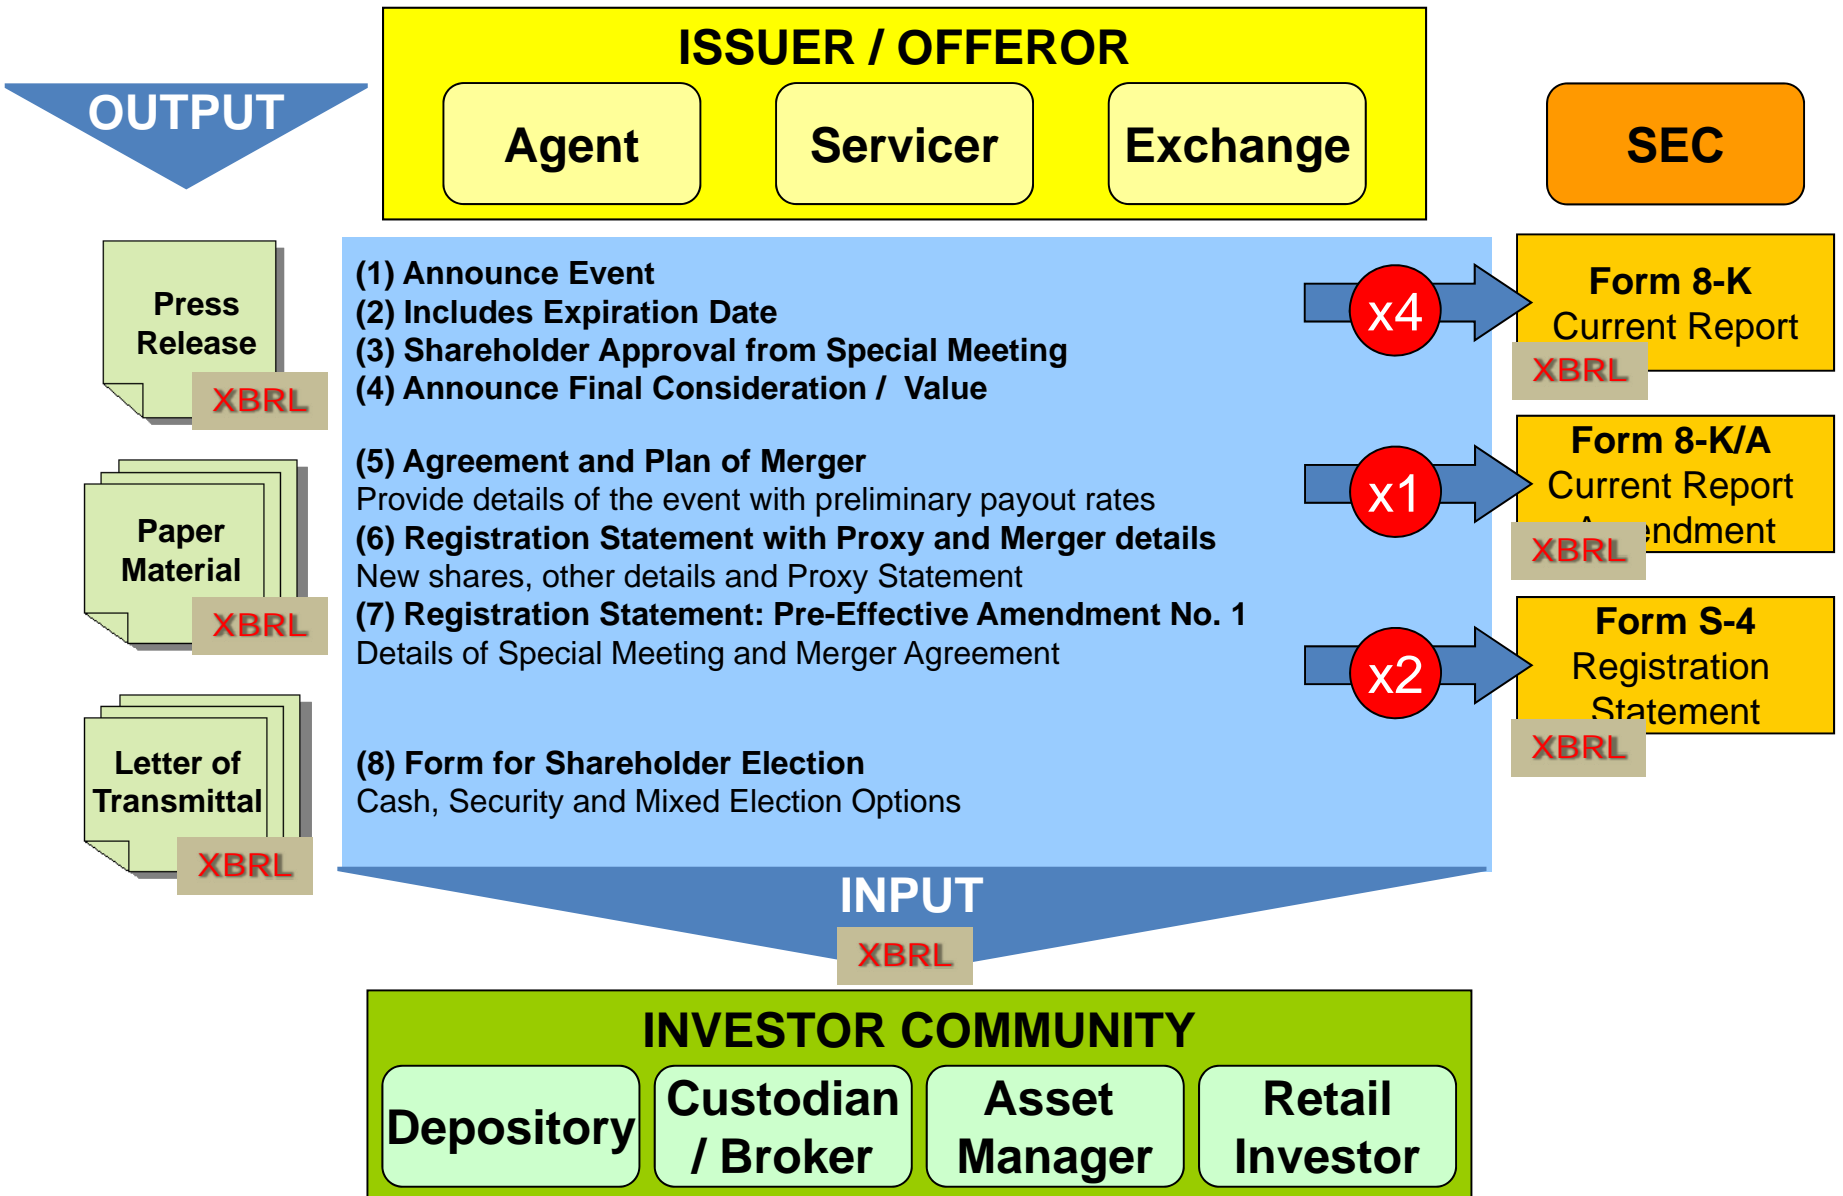 ISSUER / OFFEROR
OUTPUT
Agent
Servicer
Exchange
SEC
Press
Release
XBRL
(1) Announce Event
(2) Includes Expiration Date
(3) Shareholder Approval from Special Meeting
(4) Announce Final Consideration / Value
x4
Form 8-K
Current Report
XBRL
Paper
Material
XBRL
(5) Agreement and Plan of Merger
Provide details of the event with preliminary payout rates
(6) Registration Statement with Proxy and Merger details
New shares, other details and Proxy Statement
(7) Registration Statement: Pre-Effective Amendment No. 1
Details of Special Meeting and Merger Agreement
x1
Form 8-K/A
Current Report
Amendment
XBRL
x2
Form S-4
Registration
Statement
XBRL
Letter of
Transmittal
XBRL
(8) Form for Shareholder Election
Cash, Security and Mixed Election Options
INPUT
XBRL
INVESTOR COMMUNITY
Depository
Custodian
/ Broker
Asset
Manager
Retail
Investor